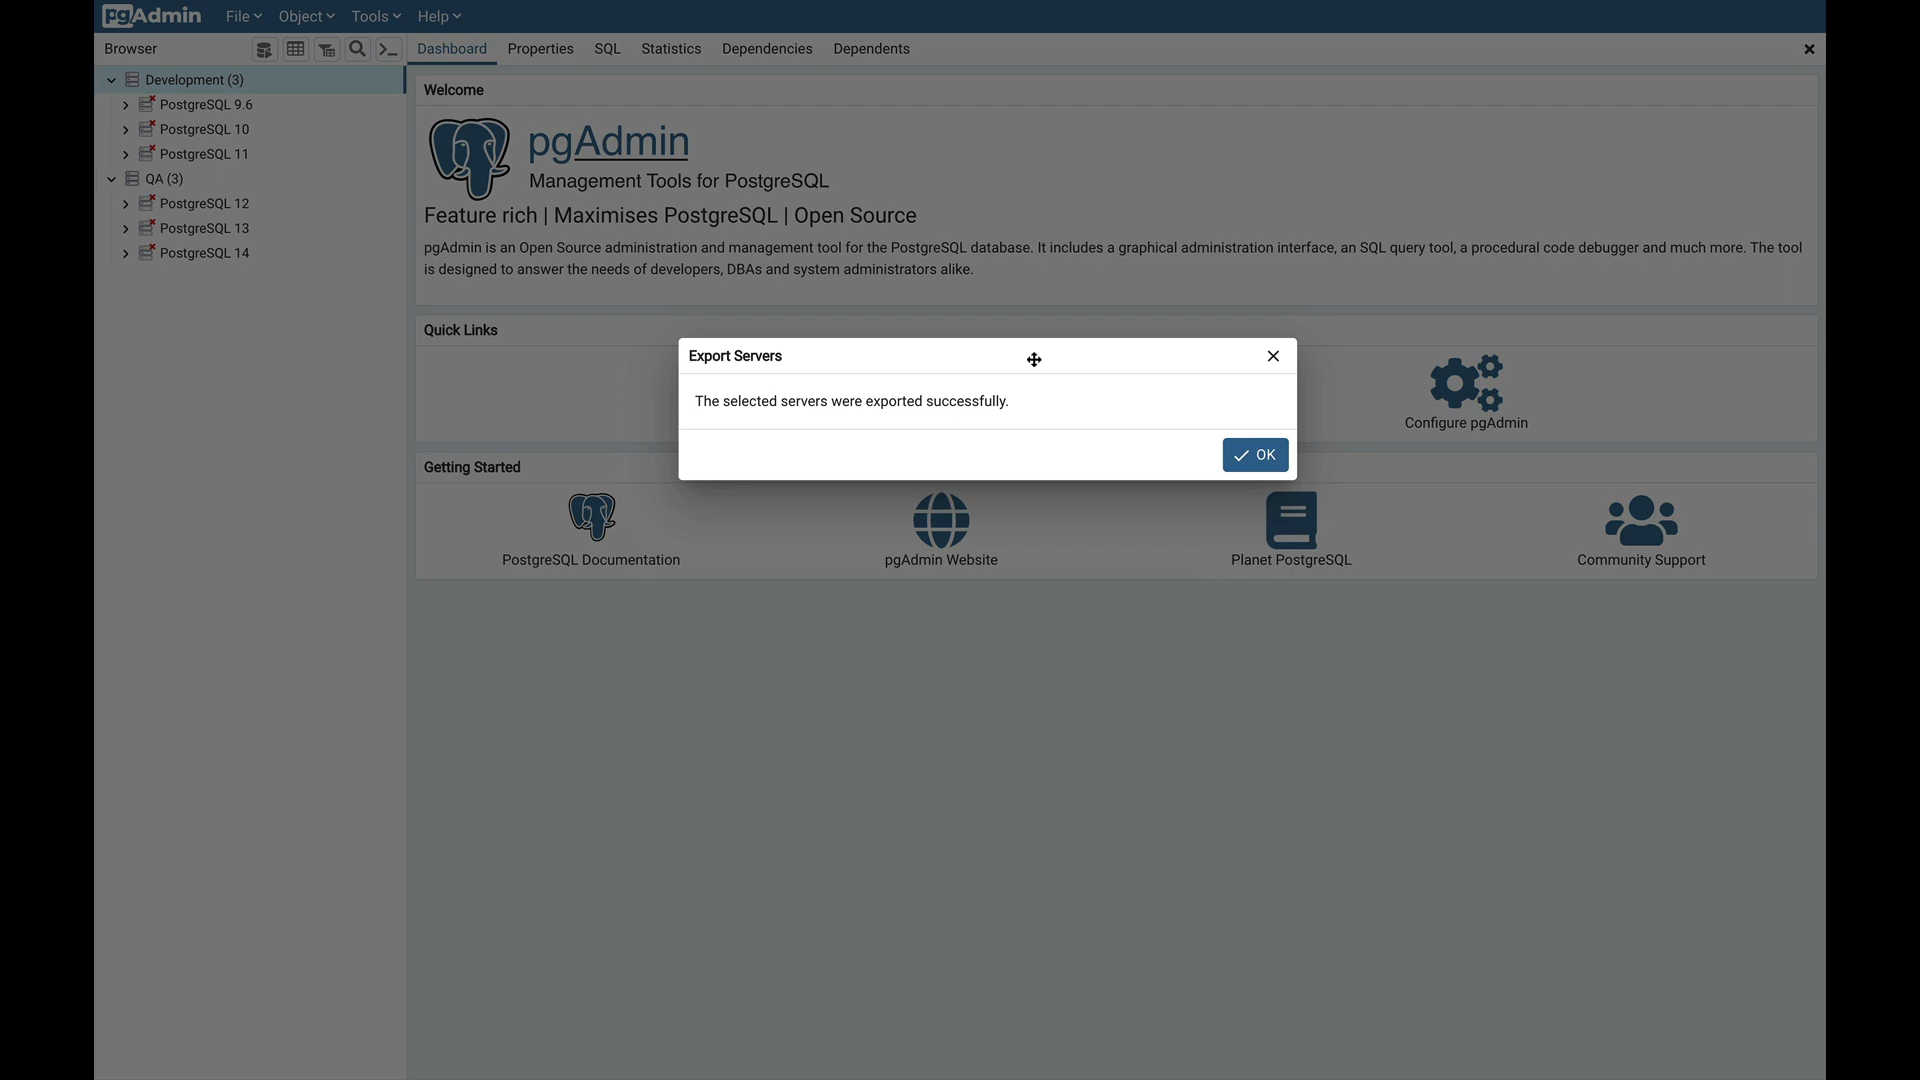 pgAdmin File Object Tools Help
Browser Dashboard Properties SQL Statistics Dependencies Dependents
Development (3)
PostgreSQL 9.6
PostgreSQL 10
PostgreSQL 11
QA (3)
PostgreSQL 12
PostgreSQL 13
PostgreSQL 14
Welcome
pgAdmin
Management Tools for PostgreSQL
Feature rich | Maximises PostgreSQL | Open Source
pgAdmin is an Open Source administration and management tool for the PostgreSQL database. It includes a graphical administration interface, an SQL query tool, a procedural code debugger and much more. The tool
is designed to answer the needs of developers, DBAs and system administrators alike.
Quick Links
Export Servers
The selected servers were exported successfully.
OK
Configure pgAdmin
Getting Started
PostgreSQL Documentation
pgAdmin Website
Planet PostgreSQL
Community Support